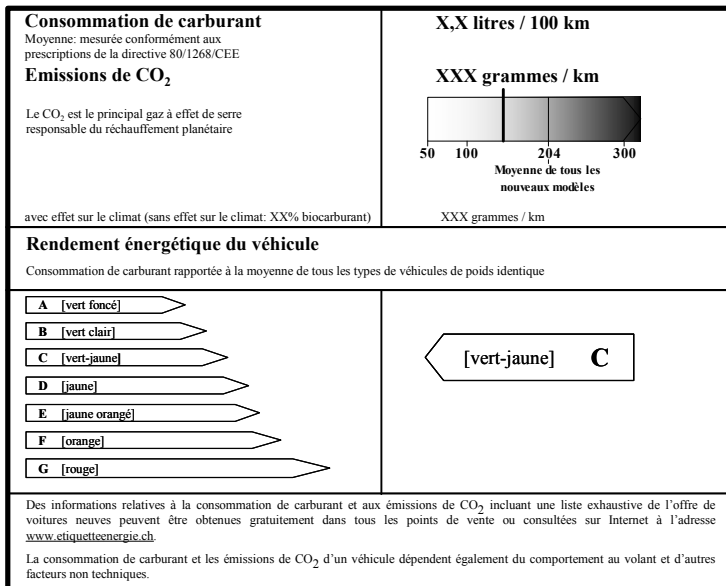 Consommation de carburant
X,X litres / 100 km
Moyenne: mesurée conformément aux
prescriptions de la directive 80/1268/CEE
Emissions de CO2
XXX grammes / km
Le CO2 est le principal gaz à effet de serre
responsable du réchauffement planétaire
50 100 204 300
Moyenne de tous les
nouveaux modèles
avec effet sur le climat (sans effet sur le climat: XX% biocarburant)
XXX grammes / km
Rendement énergétique du véhicule
Consommation de carburant rapportée à la moyenne de tous les types de véhicules de poids identique
A [vert foncé]
B [vert clair]
C [vert-jaune]
D [jaune]
E [jaune orangé]
F [orange]
G [rouge]
[vert-jaune] C
Des informations relatives à la consommation de carburant et aux émissions de CO2 incluant une liste exhaustive de l'offre de
voitures neuves peuvent être obtenues gratuitement dans tous les points de vente ou consultées sur Internet à l'adresse
www.etiquetteenergie.ch.
La consommation de carburant et les émissions de CO2 d'un véhicule dépendent également du comportement au volant et d'autres
facteurs non techniques.